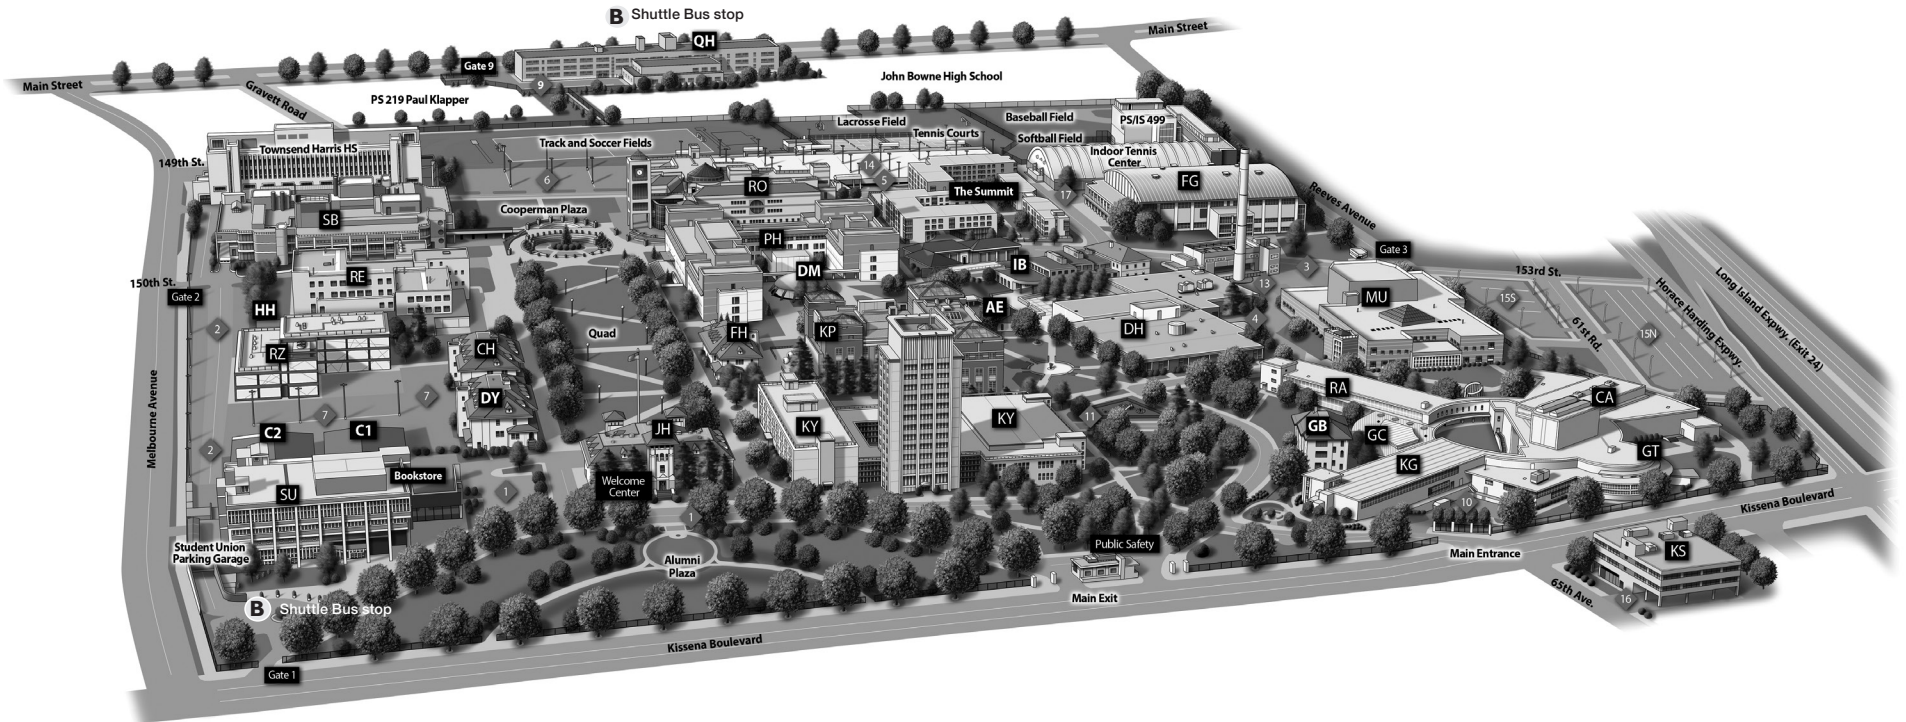 B Shuttle Bus stop
Main Street
QH
Gate 9
Main Street
9
John Bowne High School
Gravett Road
PS 219 Paul Klapper
Lacrosse Field
Baseball Field
PS/IS 499
Tennis Courts
Softball Field
Track and Soccer Fields
Townsend Harris HS
149th St.
Indoor Tennis
Center
14
5
6
RO
The Summit
17
FG
Reeves Avenue
Cooperman Plaza
SB
PH
DM
IB
Gate 3
3
13
153rd St.
Long Island Expwy. (Exit 24)
Horace Harding Expwy.
61st Rd.
15S
15N
150th St.
Gate 2
RE
HH
2
AE
MU
4
DH
KP
FH
Quad
CH
RZ
DY
7
7
RA
CA
GB
GC
KG
GT
11
KY
KY
JH
C2
C1
2
Melbourne Avenue
Bookstore
SU
Welcome
Center
1
1
10
Kissena Boulevard
Student Union
Parking Garage
Public Safety
Main Entrance
KS
Alumni
Plaza
Main Exit
65th Ave.
16
B Shuttle Bus stop
Kissena Boulevard
Gate 1